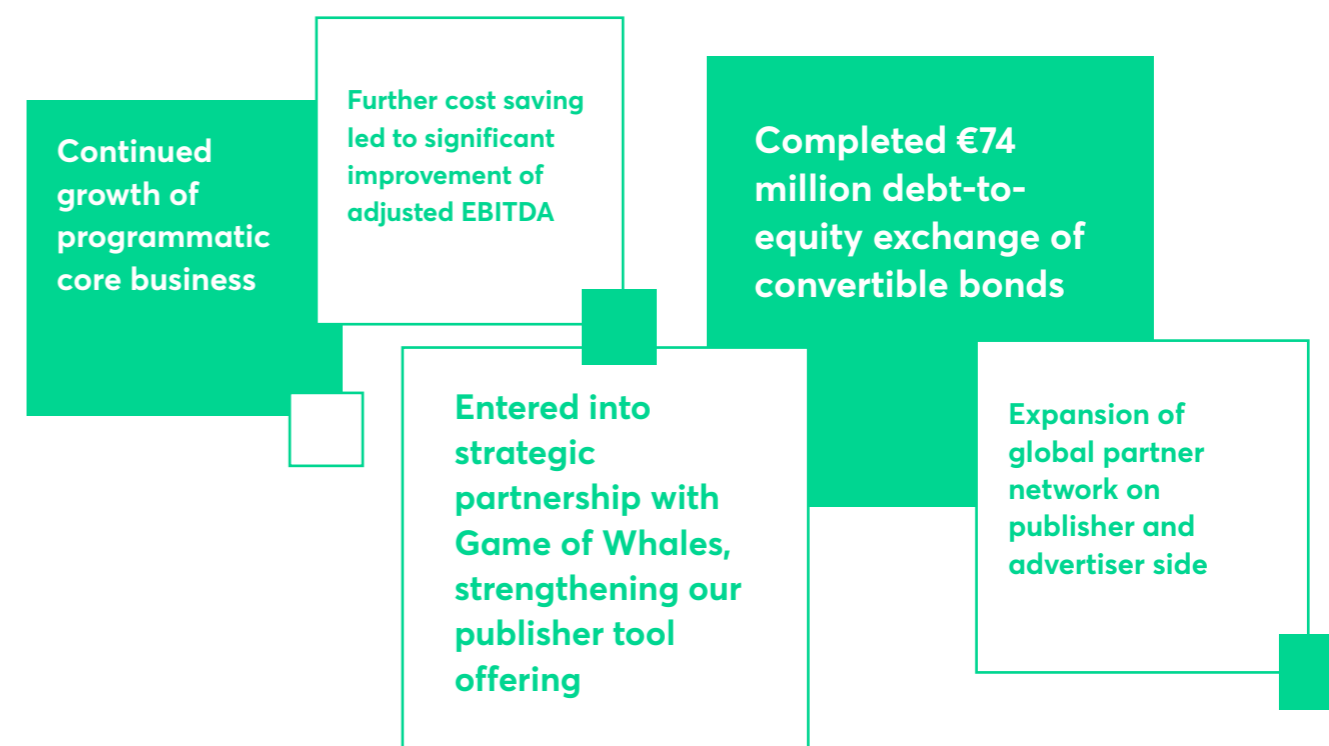 Continued
growth of
programmatic
core business
Further cost saving
led to significant
improvement of
adjusted EBITDA
Entered into
strategic
partnership with
Game of Whales,
strengthening our
publisher tool
offering
Completed €74
million debt-to-
equity exchange of
convertible bonds
Expansion of
global partner
network on
publisher and
advertiser side